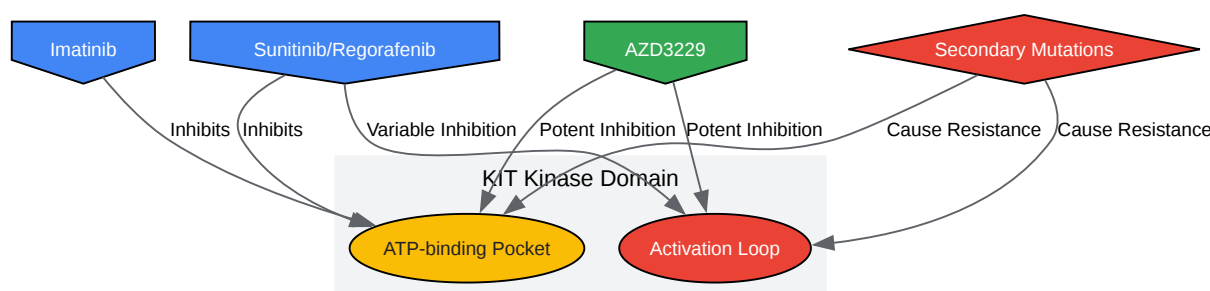 Imatinib
Sunitinib/Regorafenib
AZD3229
Secondary Mutations
Inhibits
Inhibits
Variable Inhibition
Potent Inhibition
Potent Inhibition
Cause Resistance
Cause Resistance
KIT Kinase Domain
ATP-binding Pocket
Activation Loop